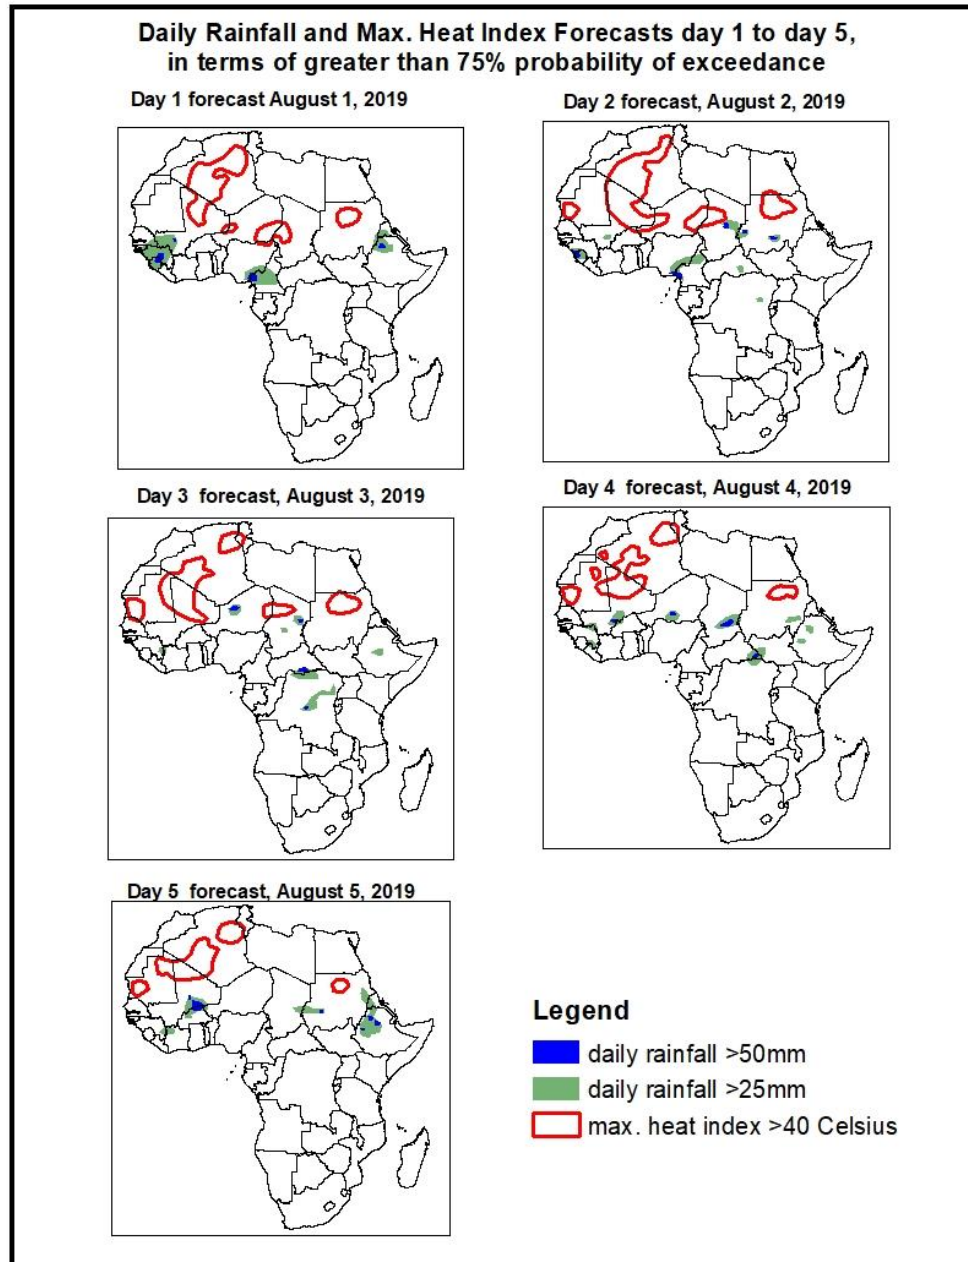 Daily Rainfall and Max. Heat Index Forecasts day 1 to day 5,
in terms of greater than 75% probability of exceedance
Day 1 forecast August 1, 2019
Day 2 forecast, August 2, 2019
Day 3 forecast, August 3, 2019
Day 4 forecast, August 4, 2019
Day 5 forecast, August 5, 2019
Legend
daily rainfall >50mm
daily rainfall >25mm
max. heat index >40 Celsius